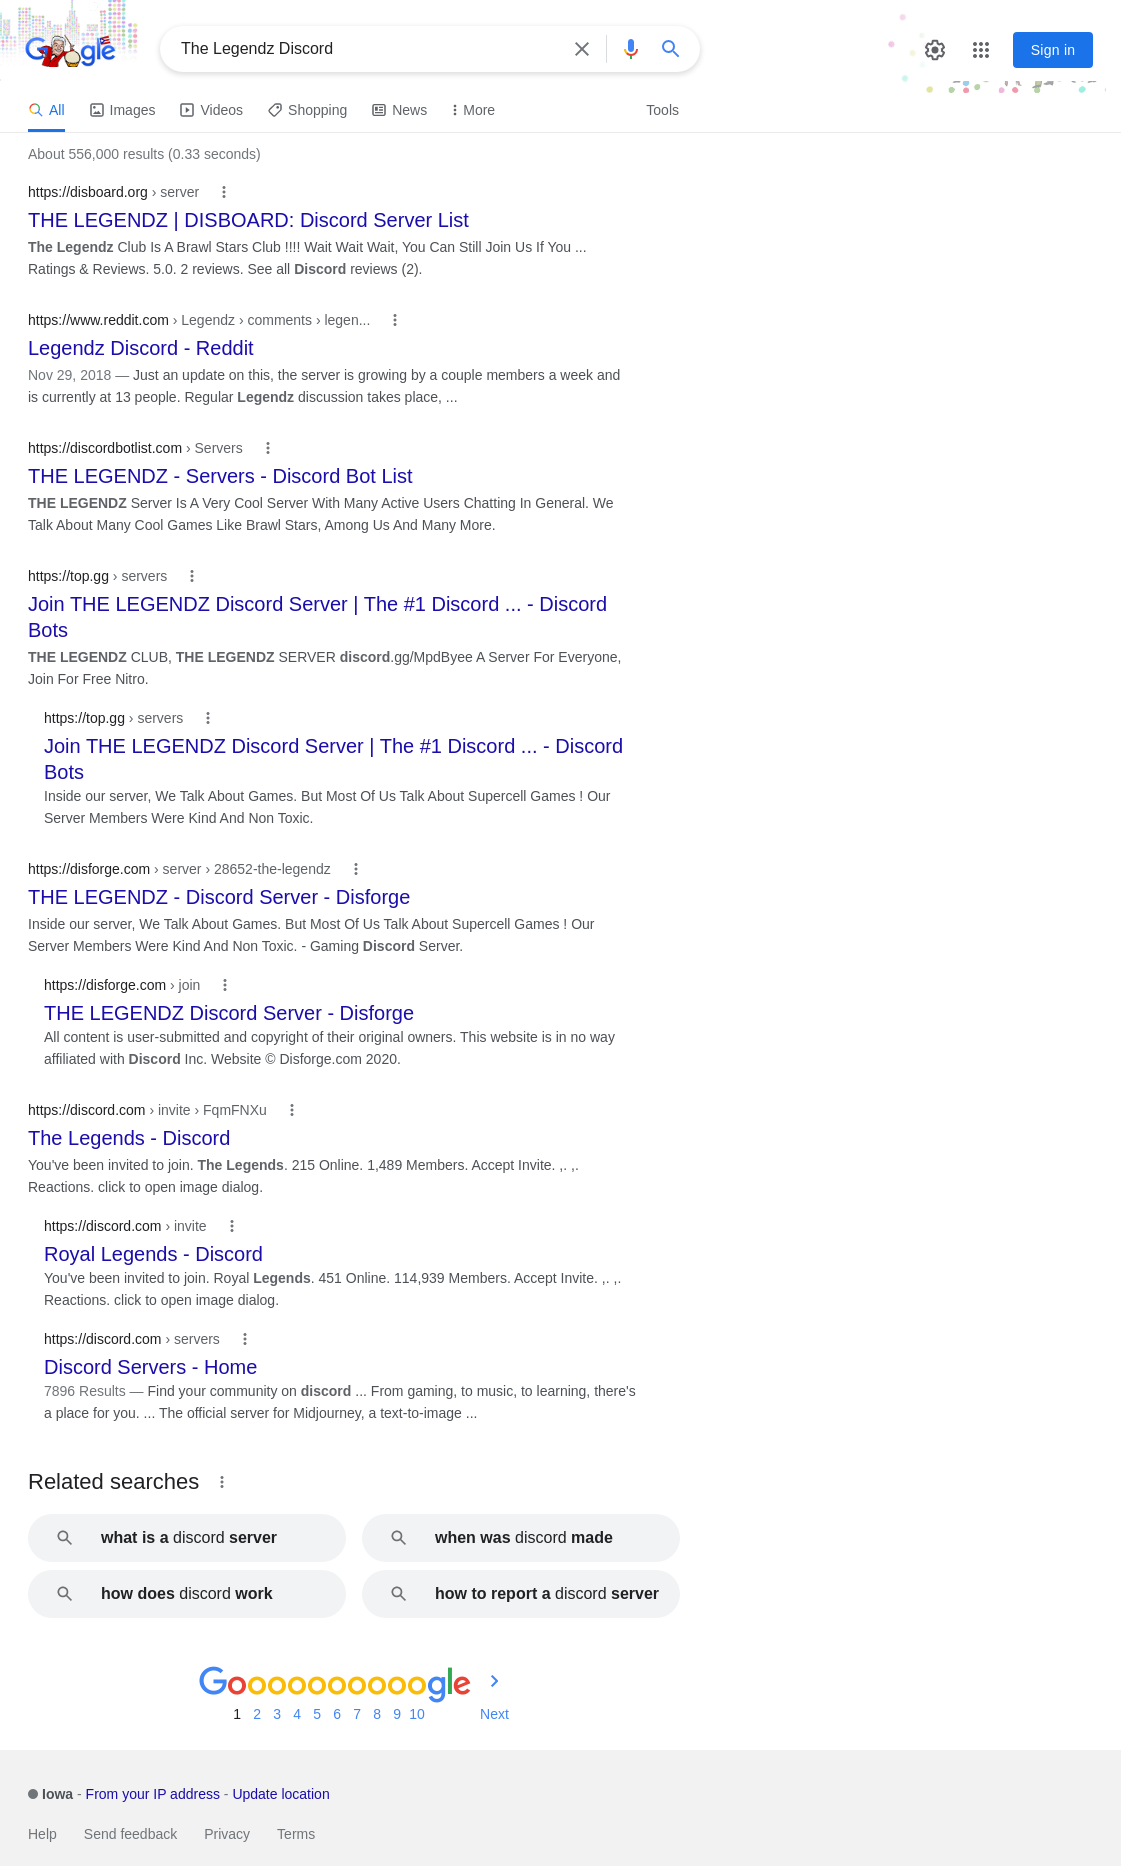 Google
The Legendz Discord
Sign in
All
Images
Videos
Shopping
News
More
Tools
About 556,000 results (0.33 seconds)
https://disboard.org › server
THE LEGENDZ | DISBOARD: Discord Server List
The Legendz Club Is A Brawl Stars Club !!!! Wait Wait Wait, You Can Still Join Us If You ...
Ratings & Reviews. 5.0. 2 reviews. See all Discord reviews (2).
https://www.reddit.com › Legendz › comments › legen...
Legendz Discord - Reddit
Nov 29, 2018 — Just an update on this, the server is growing by a couple members a week and
is currently at 13 people. Regular Legendz discussion takes place, ...
https://discordbotlist.com › Servers
THE LEGENDZ - Servers - Discord Bot List
THE LEGENDZ Server Is A Very Cool Server With Many Active Users Chatting In General. We
Talk About Many Cool Games Like Brawl Stars, Among Us And Many More.
https://top.gg › servers
Join THE LEGENDZ Discord Server | The #1 Discord ... - Discord
Bots
THE LEGENDZ CLUB, THE LEGENDZ SERVER discord.gg/MpdByee A Server For Everyone,
Join For Free Nitro.
https://top.gg › servers
Join THE LEGENDZ Discord Server | The #1 Discord ... - Discord
Bots
Inside our server, We Talk About Games. But Most Of Us Talk About Supercell Games ! Our
Server Members Were Kind And Non Toxic.
https://disforge.com › server › 28652-the-legendz
THE LEGENDZ - Discord Server - Disforge
Inside our server, We Talk About Games. But Most Of Us Talk About Supercell Games ! Our
Server Members Were Kind And Non Toxic. - Gaming Discord Server.
https://disforge.com › join
THE LEGENDZ Discord Server - Disforge
All content is user-submitted and copyright of their original owners. This website is in no way
affiliated with Discord Inc. Website © Disforge.com 2020.
https://discord.com › invite › FqmFNXu
The Legends - Discord
You've been invited to join. The Legends. 215 Online. 1,489 Members. Accept Invite. ,. ,.
Reactions. click to open image dialog.
https://discord.com › invite
Royal Legends - Discord
You've been invited to join. Royal Legends. 451 Online. 114,939 Members. Accept Invite. ,. ,.
Reactions. click to open image dialog.
https://discord.com › servers
Discord Servers - Home
7896 Results — Find your community on discord ... From gaming, to music, to learning, there's
a place for you. ... The official server for Midjourney, a text-to-image ...
Related searches
what is a discord server
when was discord made
how does discord work
how to report a discord server
Goooooooooogle
1 2 3 4 5 6 7 8 9 10 Next
Iowa - From your IP address - Update location
Help Send feedback Privacy Terms